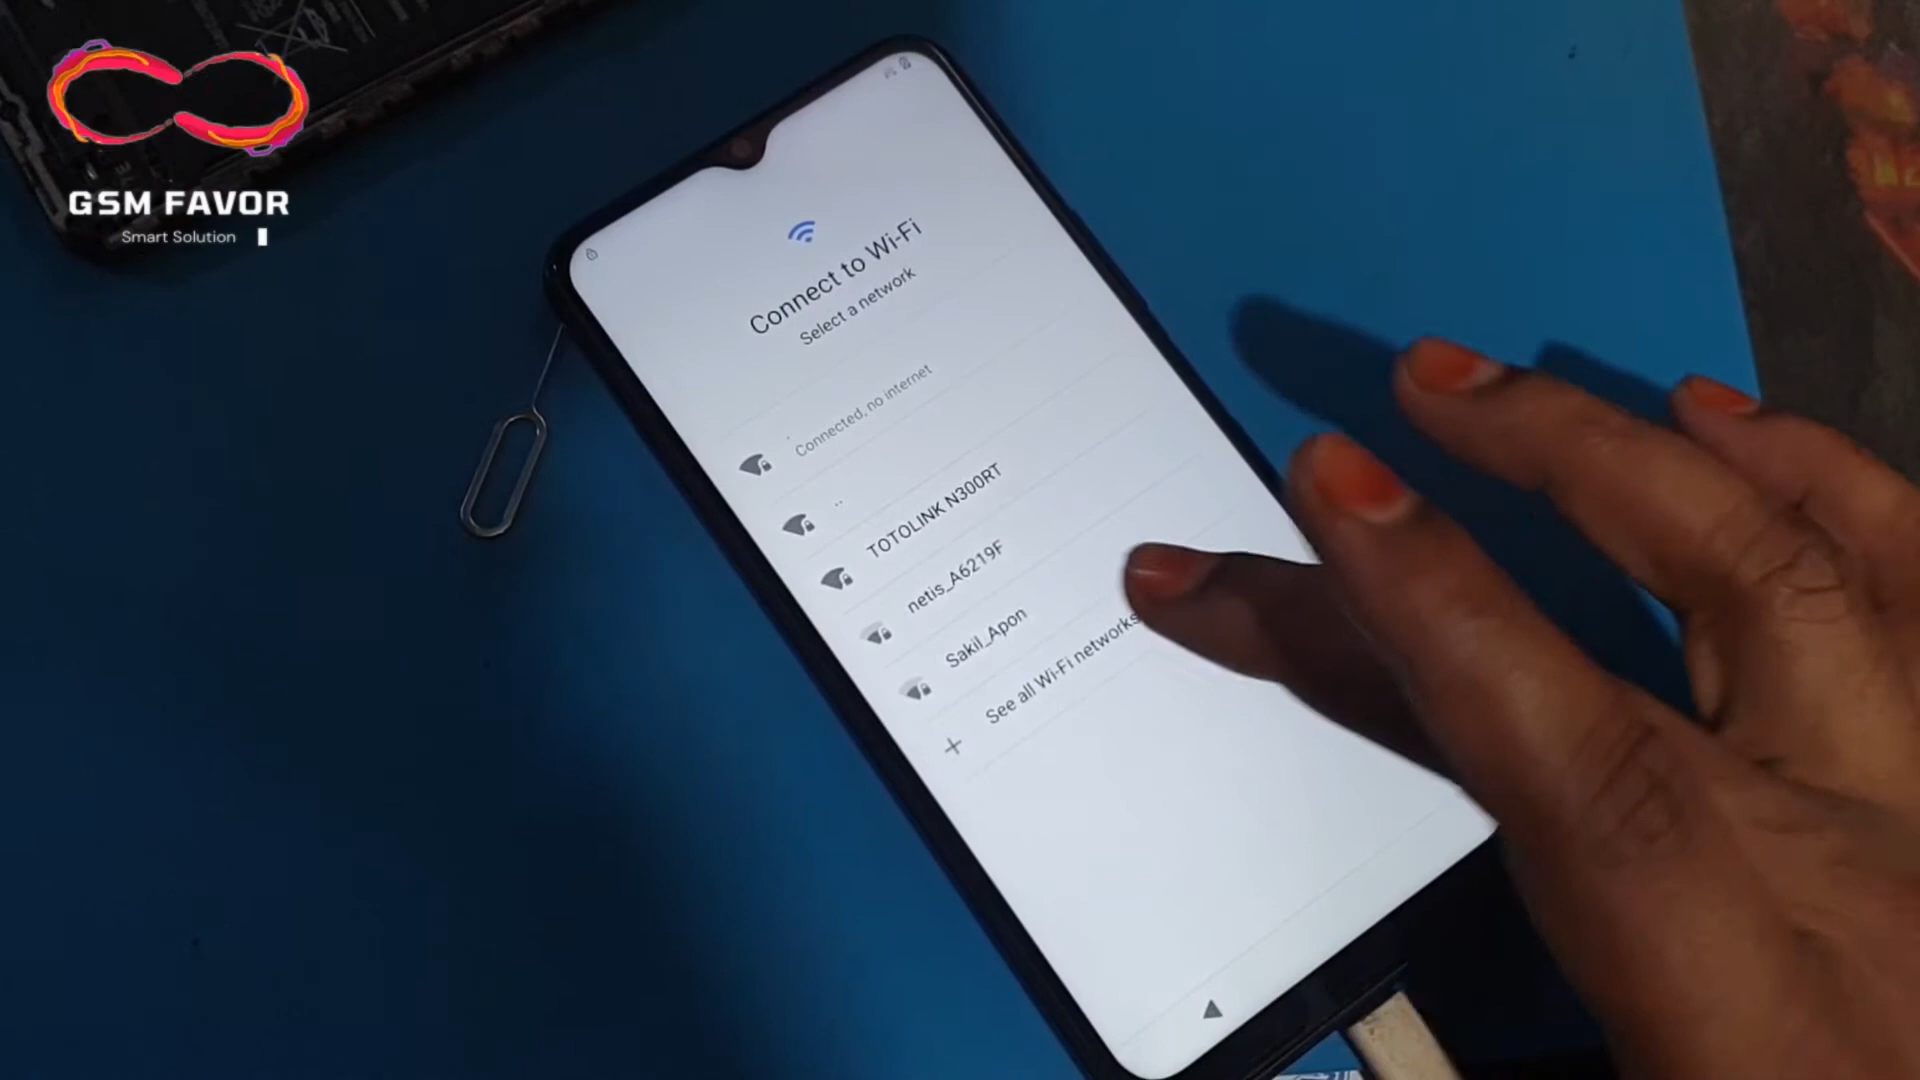 GSM FAVOR
Smart Solution
Connect to Wi-Fi
Select a network
.
Connected, no internet
..
TOTOLINK N300RT
netis_A6219F
Sakil_Apon
See all Wi-Fi networks